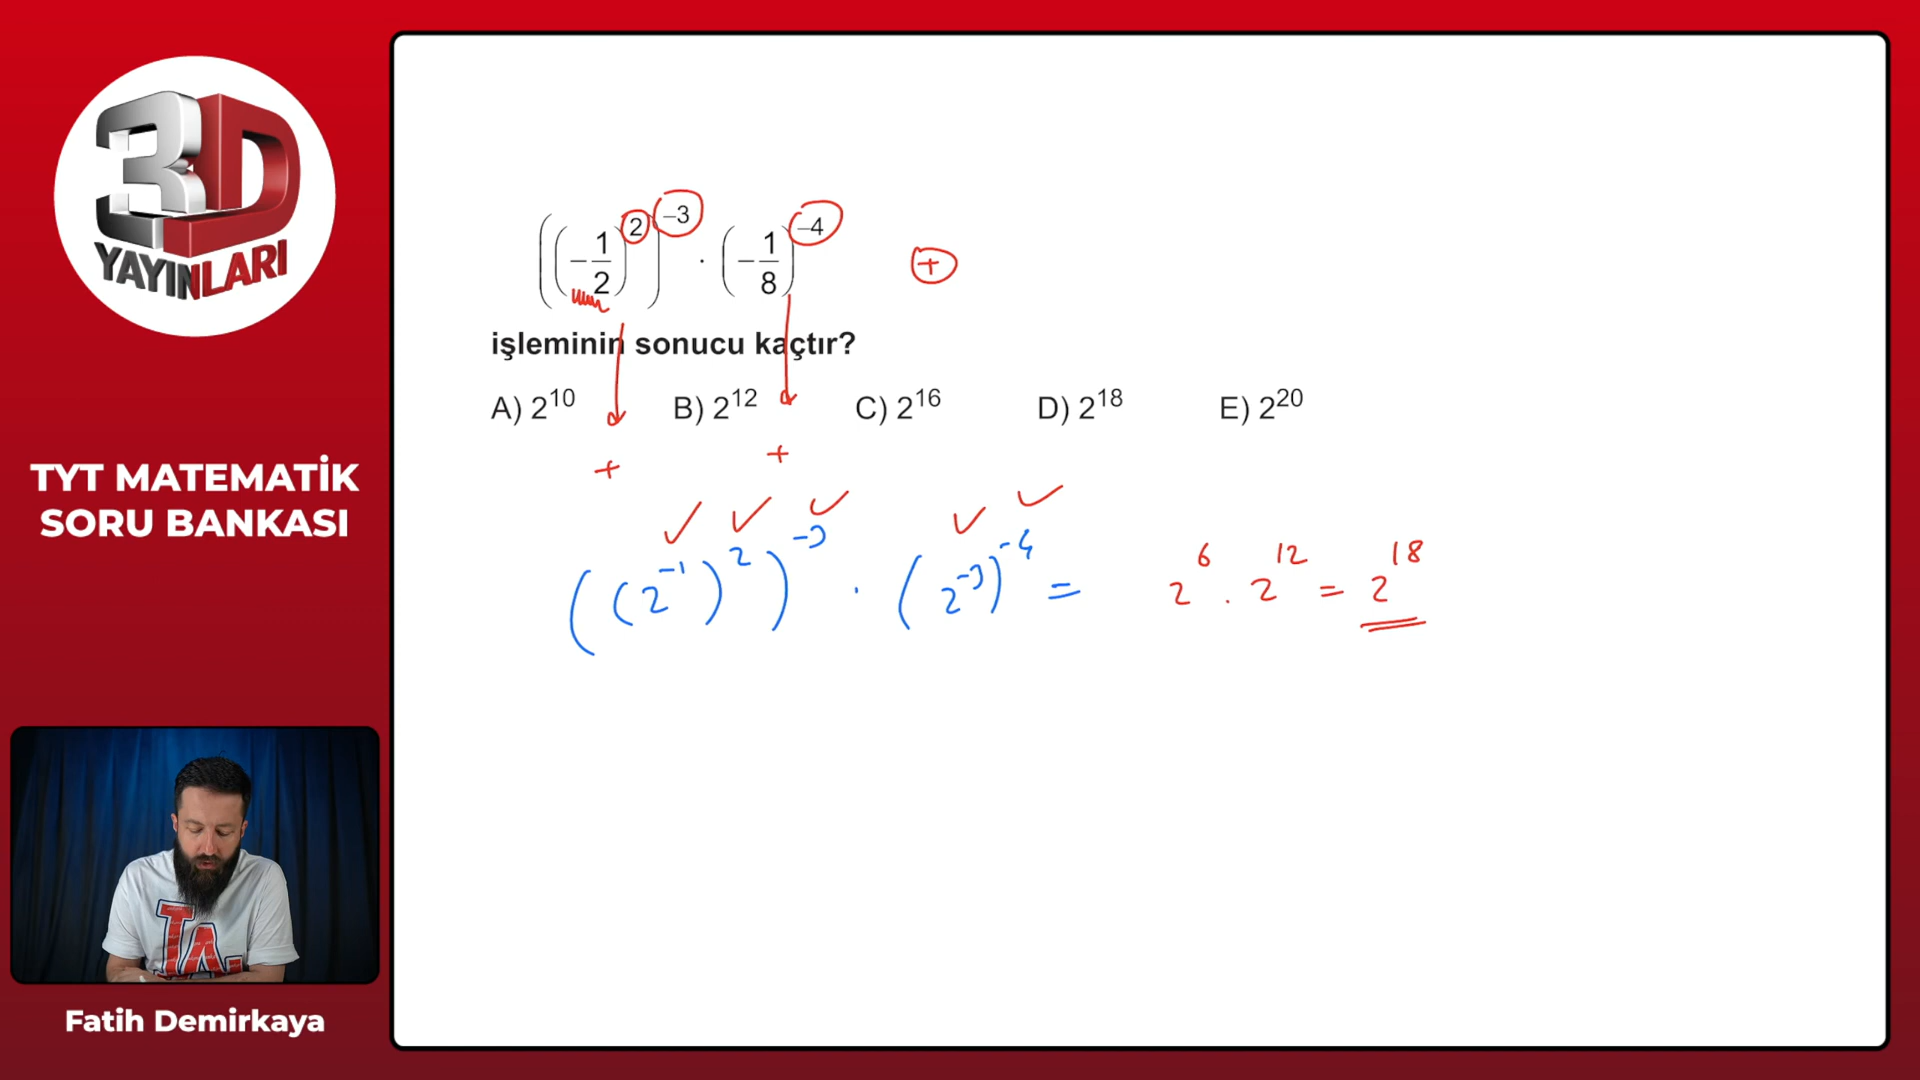 3D
YAYINLARI
TYT MATEMATİK
SORU BANKASI
Fatih Demirkaya
((-1/2)^2)^-3 · (-1/8)^-4 +
işleminin sonucu kaçtır?
A) 2^10 B) 2^12 C) 2^16 D) 2^18 E) 2^20
+ +
((2^-1)^2)^-3 · (2^-3)^-4 = 2^6 . 2^12 = 2^18
LA